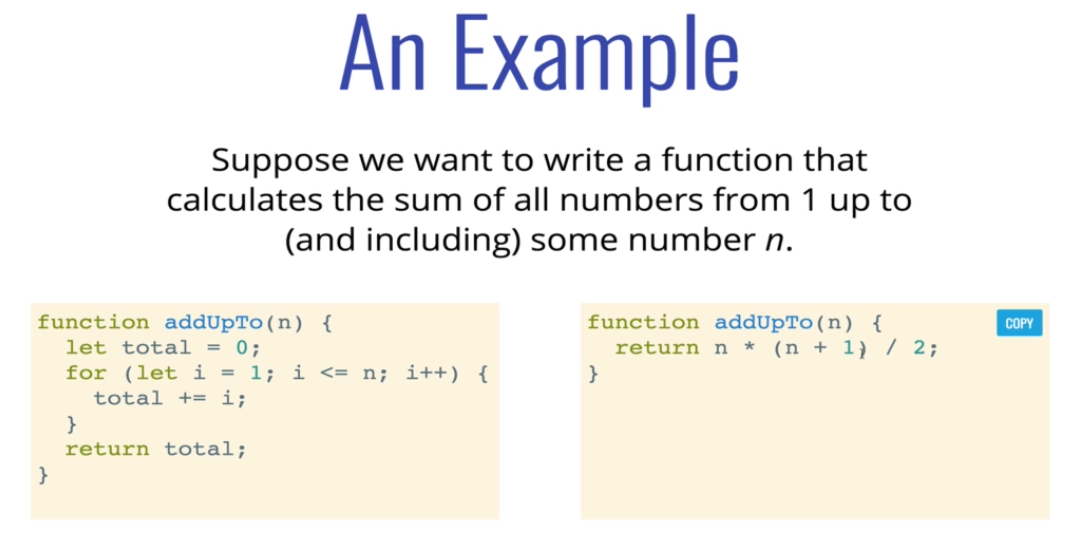 An Example
Suppose we want to write a function that
calculates the sum of all numbers from 1 up to
(and including) some number n.
function addUpTo(n) {
  let total = 0;
  for (let i = 1; i <= n; i++) {
    total += i;
  }
  return total;
}
function addUpTo(n) {
  return n * (n + 1) / 2;
}
COPY